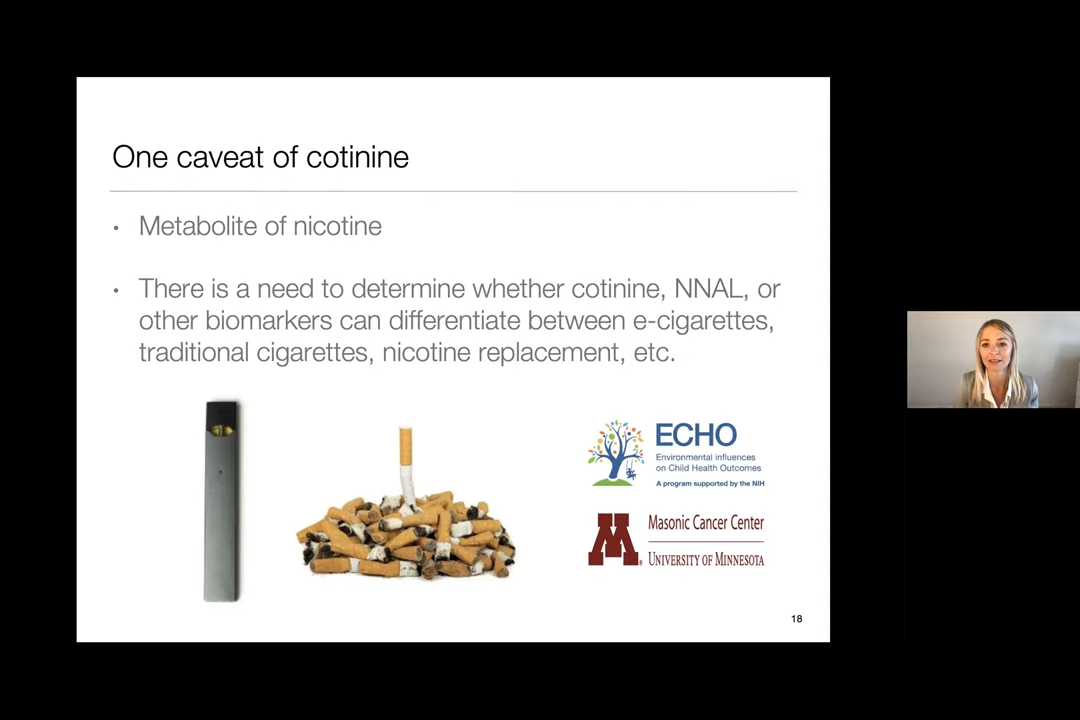 One caveat of cotinine
• Metabolite of nicotine
• There is a need to determine whether cotinine, NNAL, or
other biomarkers can differentiate between e-cigarettes,
traditional cigarettes, nicotine replacement, etc.
ECHO
Environmental influences
on Child Health Outcomes
A program supported by the NIH
M®
Masonic Cancer Center
UNIVERSITY OF MINNESOTA
18